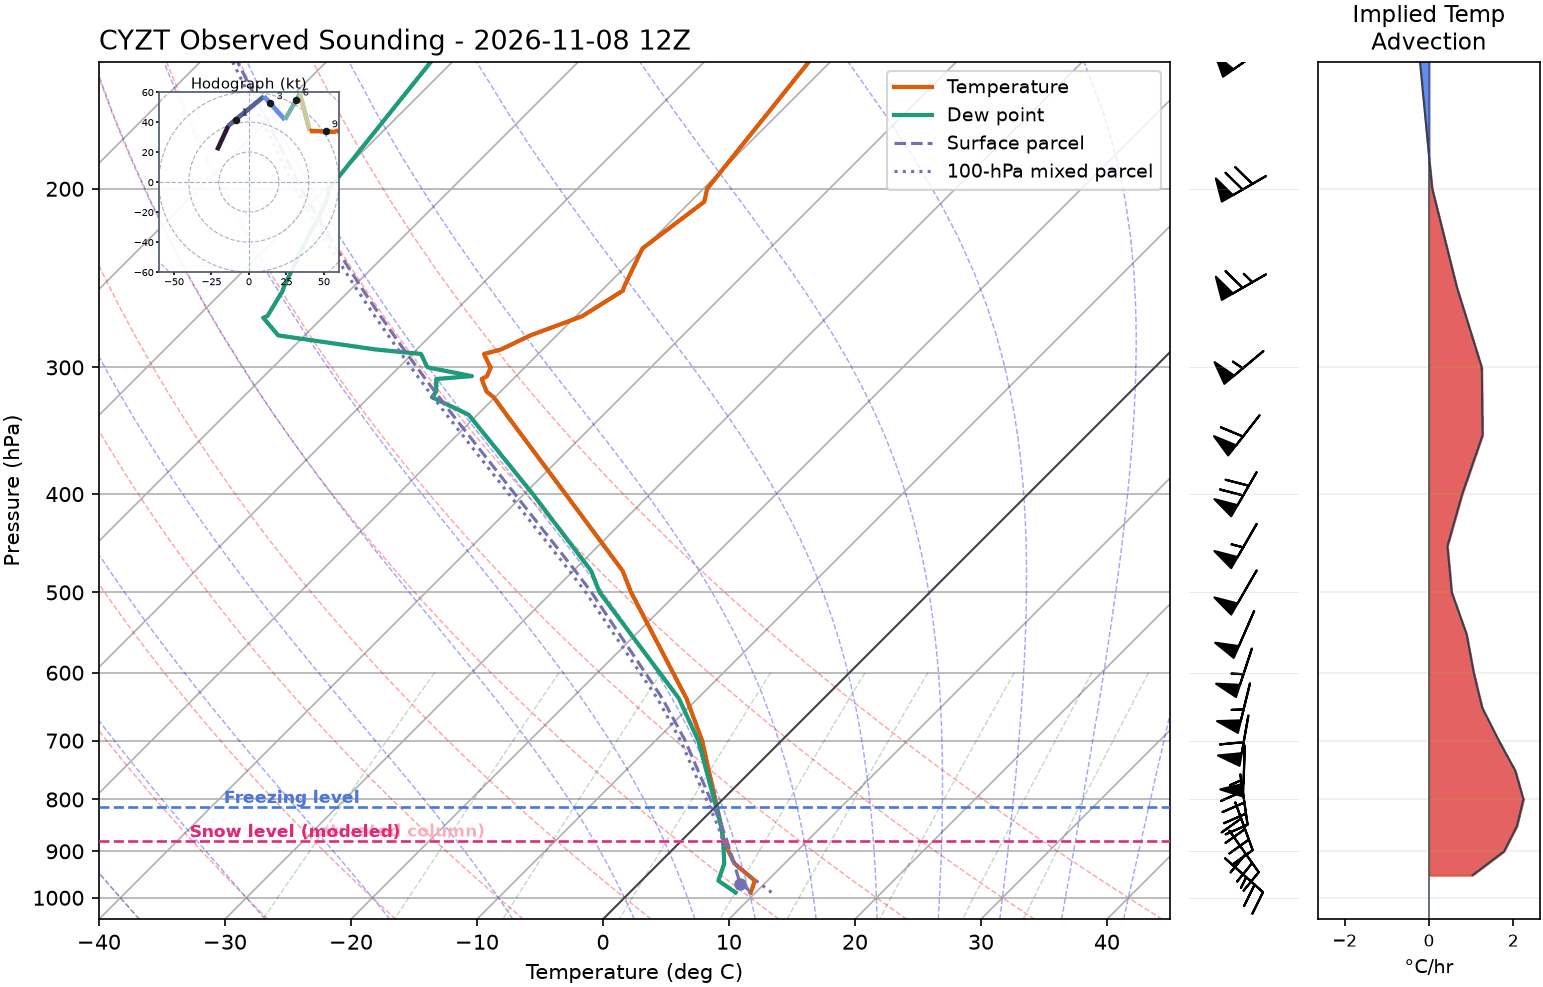 CYZT Observed Sounding - 2026-11-08 12Z
Implied Temp
Advection
Hodograph (kt)
60
40
20
0
−20
−40
−60
−50
−25
0
25
50
3
6
9
Temperature
Dew point
Surface parcel
100-hPa mixed parcel
200
300
400
500
600
700
800
900
1000
Pressure (hPa)
Freezing level
Snow level (modeled)
column)
−40
−30
−20
−10
0
10
20
30
40
Temperature (deg C)
−2
0
2
°C/hr